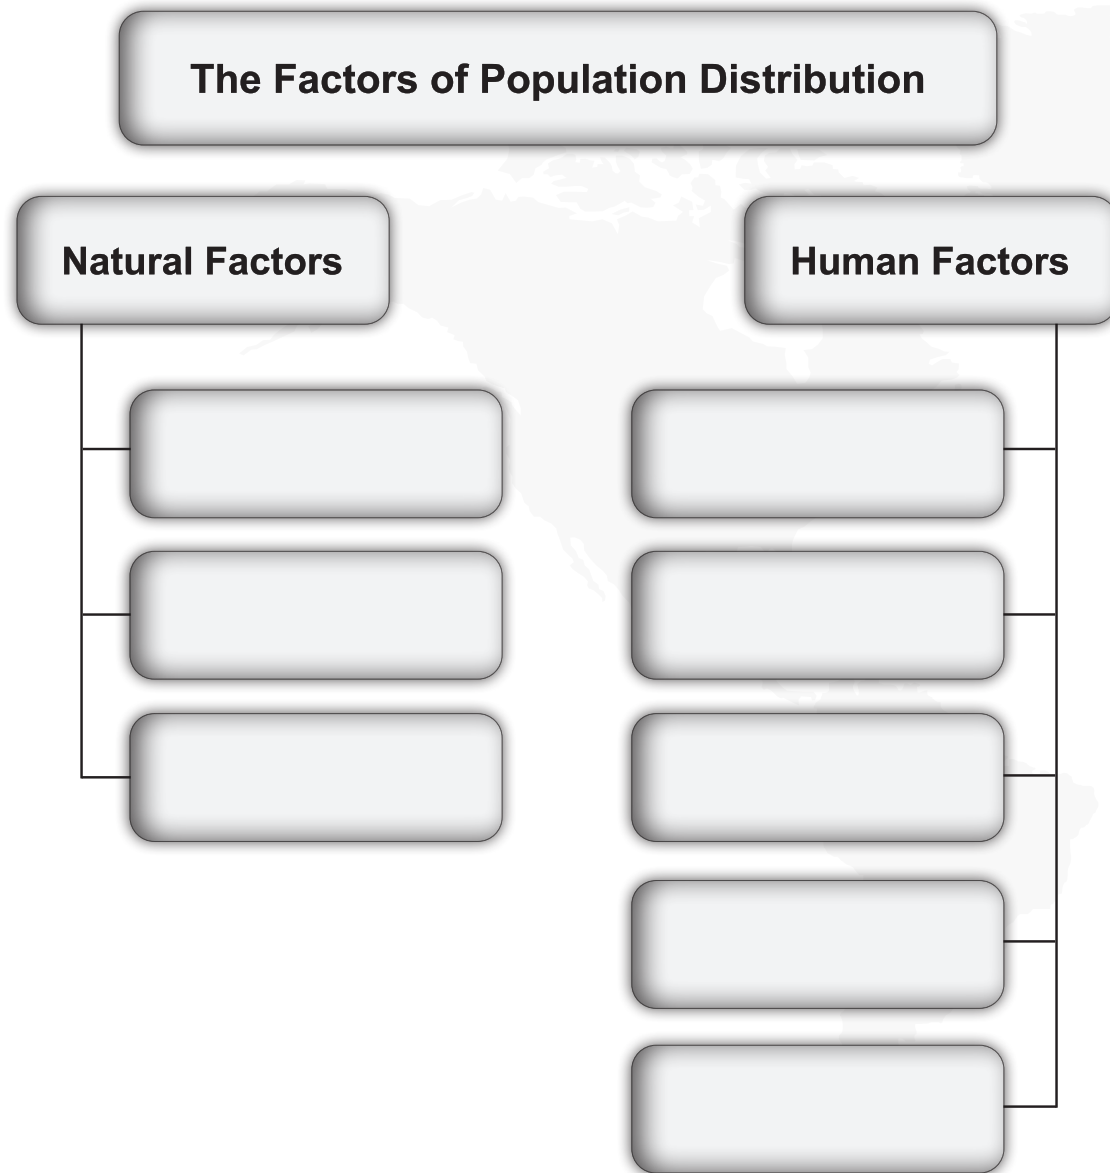 The Factors of Population Distribution
Natural Factors
Human Factors